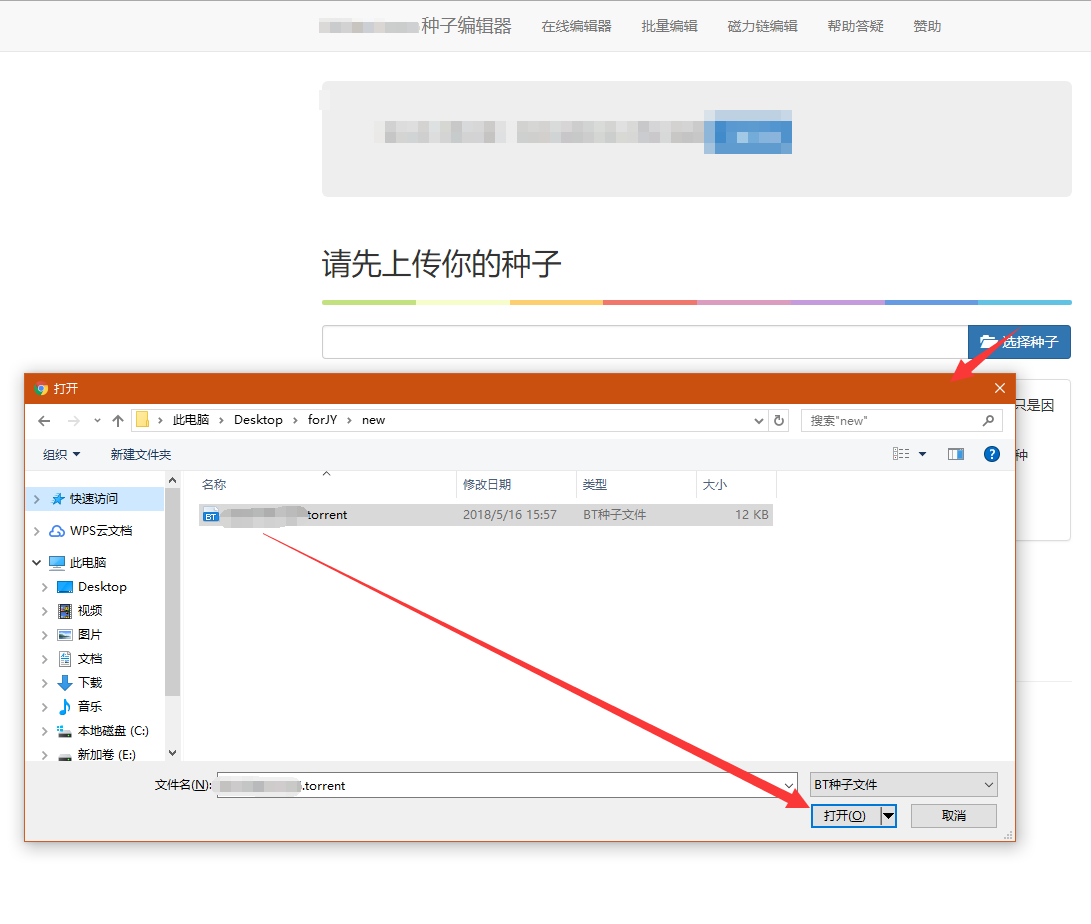 种子编辑器 在线编辑器 批量编辑 磁力链编辑 帮助答疑 赞助
请先上传你的种子
选择种子
只是因
种
打开
此电脑 Desktop forJY new 搜索"new"
组织 新建文件夹
名称 修改日期 类型 大小
BT .torrent 2018/5/16 15:57 BT种子文件 12 KB
快速访问
WPS云文档
此电脑
Desktop
视频
图片
文档
下载
音乐
本地磁盘 (C:)
新加卷 (E:)
文件名(N): .torrent BT种子文件
打开(O) 取消